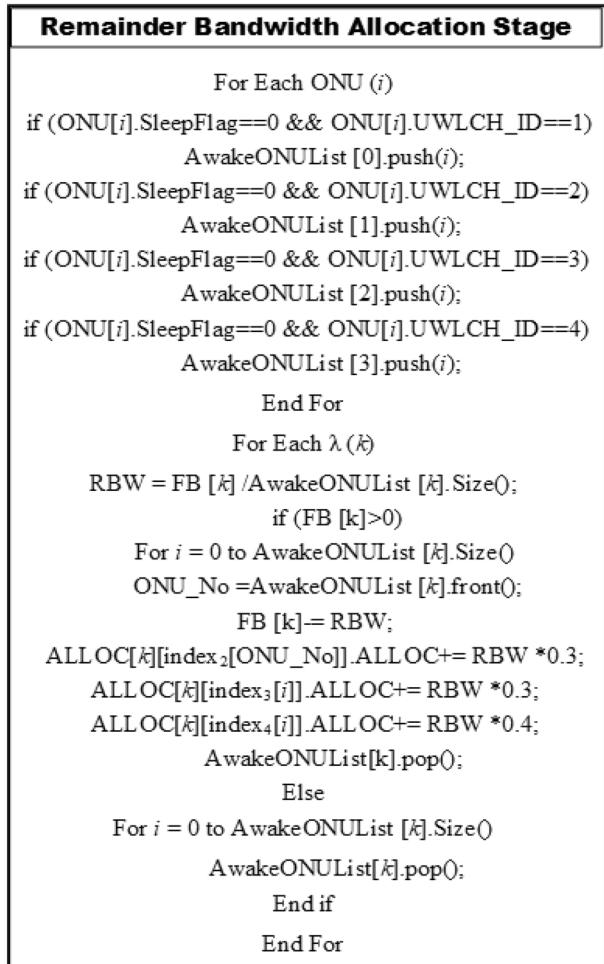 Remainder Bandwidth Allocation Stage
For Each ONU (i)
if (ONU[i].SleepFlag==0 && ONU[i].UWLCH_ID==1)
AwakeONUList [0].push(i);
if (ONU[i].SleepFlag==0 && ONU[i].UWLCH_ID==2)
AwakeONUList [1].push(i);
if (ONU[i].SleepFlag==0 && ONU[i].UWLCH_ID==3)
AwakeONUList [2].push(i);
if (ONU[i].SleepFlag==0 && ONU[i].UWLCH_ID==4)
AwakeONUList [3].push(i);
End For
For Each λ (k)
RBW = FB [k] /AwakeONUList [k].Size();
if (FB [k]>0)
For i = 0 to AwakeONUList [k].Size()
ONU_No =AwakeONUList [k].front();
FB [k]-= RBW;
ALLOC[k][index₂[ONU_No]].ALLOC+= RBW *0.3;
ALLOC[k][index₃[i]].ALLOC+= RBW *0.3;
ALLOC[k][index₄[i]].ALLOC+= RBW *0.4;
AwakeONUList[k].pop();
Else
For i = 0 to AwakeONUList [k].Size()
AwakeONUList[k].pop();
End if
End For